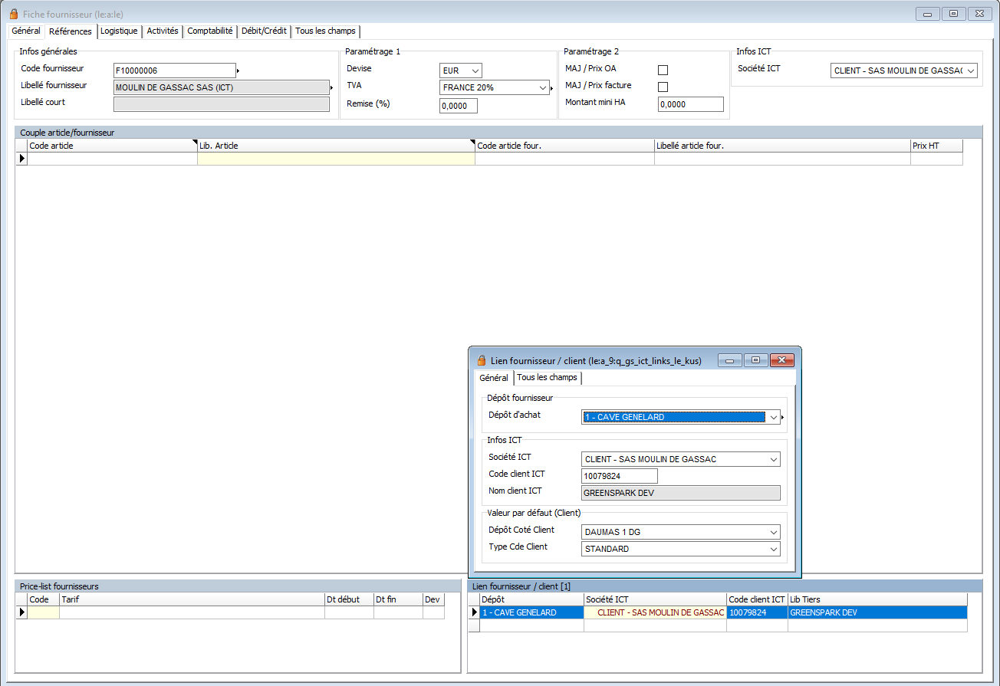 Fiche fournisseur (le:a:le)
Général Références Logistique Activités Comptabilité Débit/Crédit Tous les champs
Infos générales
Code fournisseur F10000006
Libellé fournisseur MOULIN DE GASSAC SAS (ICT)
Libellé court
Paramétrage 1
Devise EUR
TVA FRANCE 20%
Remise (%) 0,0000
Paramétrage 2
MAJ / Prix OA
MAJ / Prix facture
Montant mini HA 0,0000
Infos ICT
Société ICT CLIENT - SAS MOULIN DE GASSA(
Couple article/fournisseur
Code article Lib. Article Code article four. Libellé article four. Prix HT
Lien fournisseur / client (le:a_9:q_gs_ict_links_le_kus)
Général Tous les champs
Dépôt fournisseur
Dépôt d'achat 1 - CAVE GENELARD
Infos ICT
Société ICT CLIENT - SAS MOULIN DE GASSAC
Code client ICT 10079824
Nom client ICT GREENSPARK DEV
Valeur par défaut (Client)
Dépôt Coté Client DAUMAS 1 DG
Type Cde Client STANDARD
Price-list fournisseurs
Code Tarif Dt début Dt fin Dev
Lien fournisseur / client [1]
Dépôt Société ICT Code client ICT Lib Tiers
1 - CAVE GENELARD CLIENT - SAS MOULIN DE GASSAC 10079824 GREENSPARK DEV